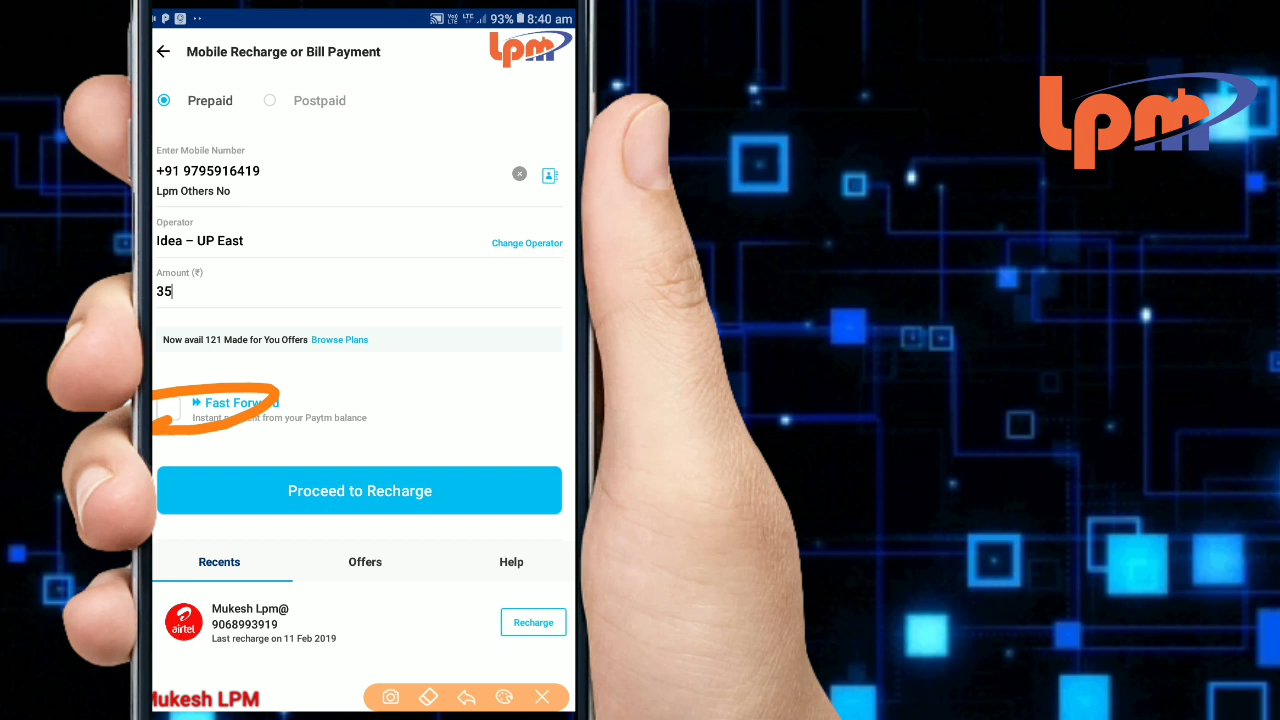 93% 8:40 am
Mobile Recharge or Bill Payment
lpm
Prepaid
Postpaid
Enter Mobile Number
+91 9795916419
Lpm Others No
Operator
Idea – UP East
Change Operator
Amount (₹)
35
Now avail 121 Made for You Offers Browse Plans
Fast Forward
Instant payment from your Paytm balance
Proceed to Recharge
Recents
Offers
Help
airtel
Mukesh Lpm@
9068993919
Last recharge on 11 Feb 2019
Recharge
Mukesh LPM
lpm